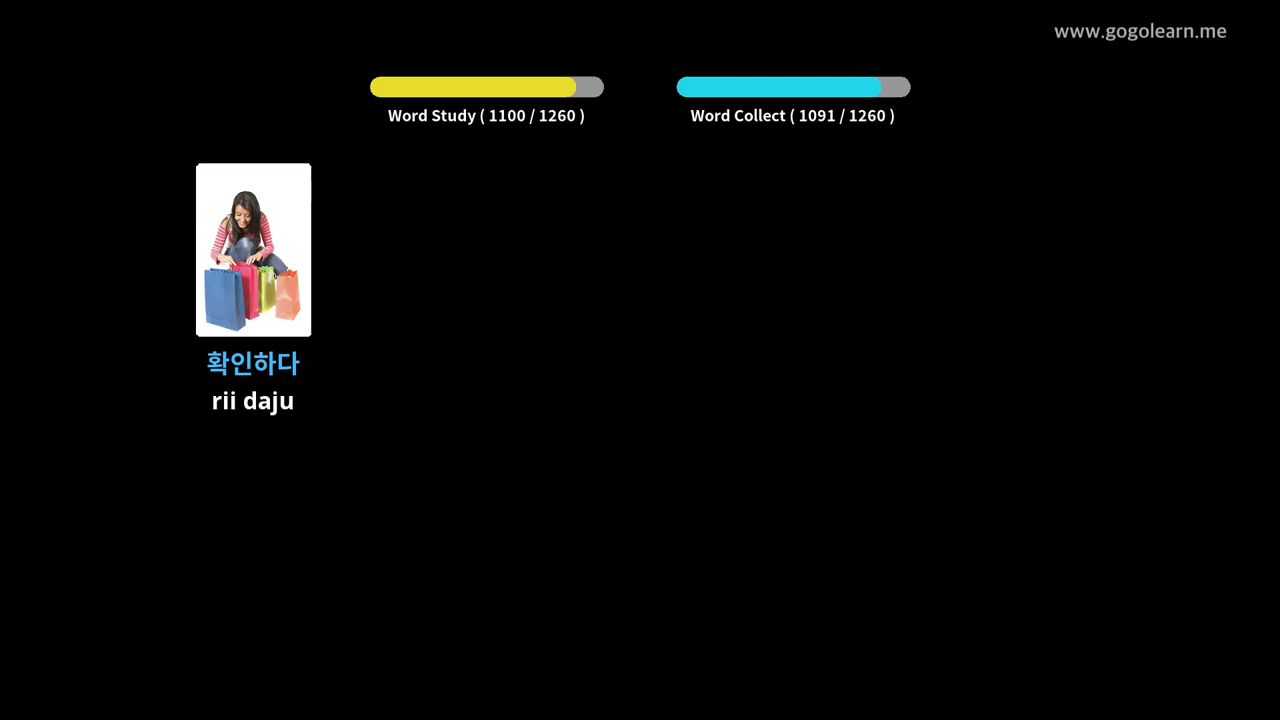 www.gogolearn.me
Word Study ( 1100 / 1260 )
Word Collect ( 1091 / 1260 )
확인하다
rii daju